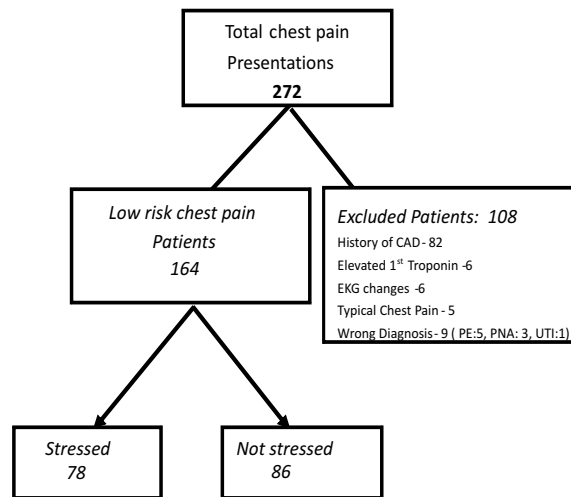 Total chest pain
Presentations
272
Low risk chest pain
Patients
164
Excluded Patients: 108
History of CAD- 82
Elevated 1st Troponin -6
EKG changes -6
Typical Chest Pain - 5
Wrong Diagnosis- 9 ( PE:5, PNA: 3, UTI:1)
Stressed
78
Not stressed
86